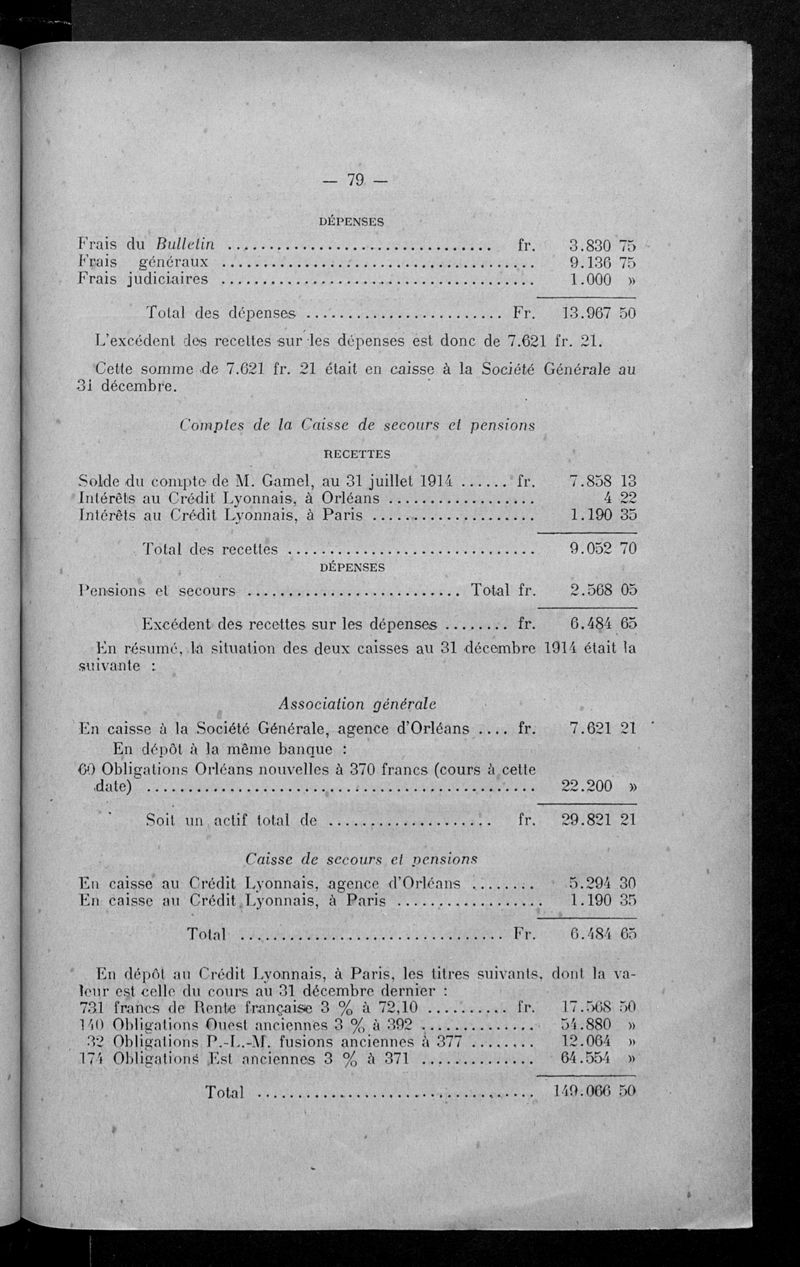 — 79 —
DÉPENSES
Frais du Bulletin ................................ fr. 3.830 75
Frais généraux ...................................... 9.136 75
Frais judiciaires ...................................... 1.000 »
Total des dépenses ........................ Fr. 13.967 50
L'excédent des recettes sur les dépenses est donc de 7.621 fr. 21.
Cette somme de 7.621 fr. 21 était en caisse à la Société Générale au
31 décembre.
Comptes de la Caisse de secours et pensions
RECETTES
Solde du compte de M. Gamel, au 31 juillet 1914 ...... fr. 7.858 13
Intérêts au Crédit Lyonnais, à Orléans .................. 4 22
Intérêts au Crédit Lyonnais, à Paris .................... 1.190 35
Total des recettes .............................. 9.052 70
DÉPENSES
Pensions et secours .......................... Total fr. 2.568 05
Excédent des recettes sur les dépenses ........ fr. 6.484 65
En résumé, la situation des deux caisses au 31 décembre 1914 était la
suivante :
Association générale
En caisse à la Société Générale, agence d'Orléans .... fr. 7.621 21
En dépôt à la même banque :
60 Obligations Orléans nouvelles à 370 francs (cours à cette
date) ............................................... 22.200 »
Soit un actif total de .................... fr. 29.821 21
Caisse de secours et pensions
En caisse au Crédit Lyonnais, agence d'Orléans ........ 5.294 30
En caisse au Crédit Lyonnais, à Paris .................. 1.190 35
Total ................................ Fr. 6.484 65
En dépôt au Crédit Lyonnais, à Paris, les titres suivants, dont la va-
leur est celle du cours au 31 décembre dernier :
731 francs de Rente française 3 % à 72,10 .......... fr. 17.568 50
140 Obligations Ouest anciennes 3 % à 392 .............. 54.880 »
32 Obligations P.-L.-M. fusions anciennes à 377 ........ 12.064 »
174 Obligations Est anciennes 3 % à 371 .............. 64.554 »
Total .................................. 149.066 50